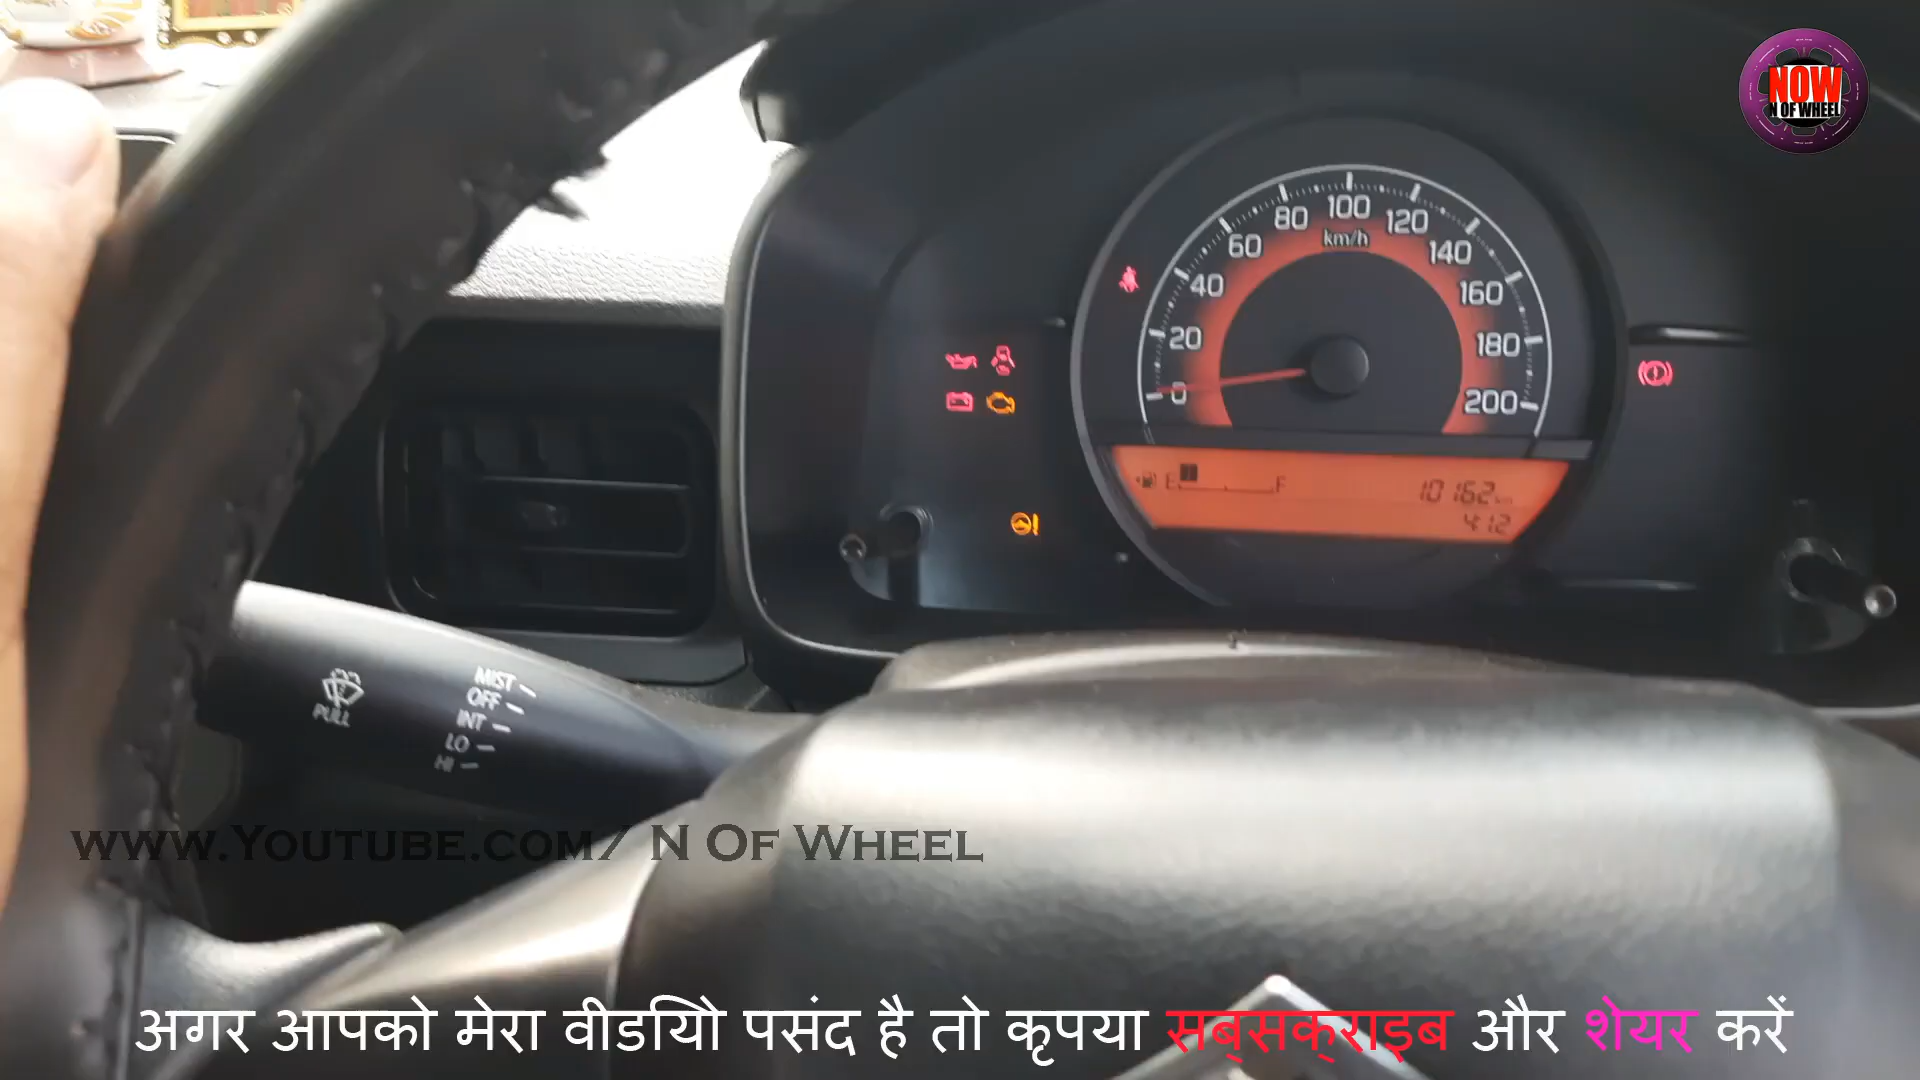 NOW
N OF WHEEL
0
20
40
60
80
100
120
140
160
180
200
km/h
E F
10162 km
412
MIST
OFF
INT
LO
HI
PULL
www.Youtube.com/ N Of Wheel
अगर आपको मेरा वीडियो पसंद है तो कृपया सब्सक्राइब और शेयर करें